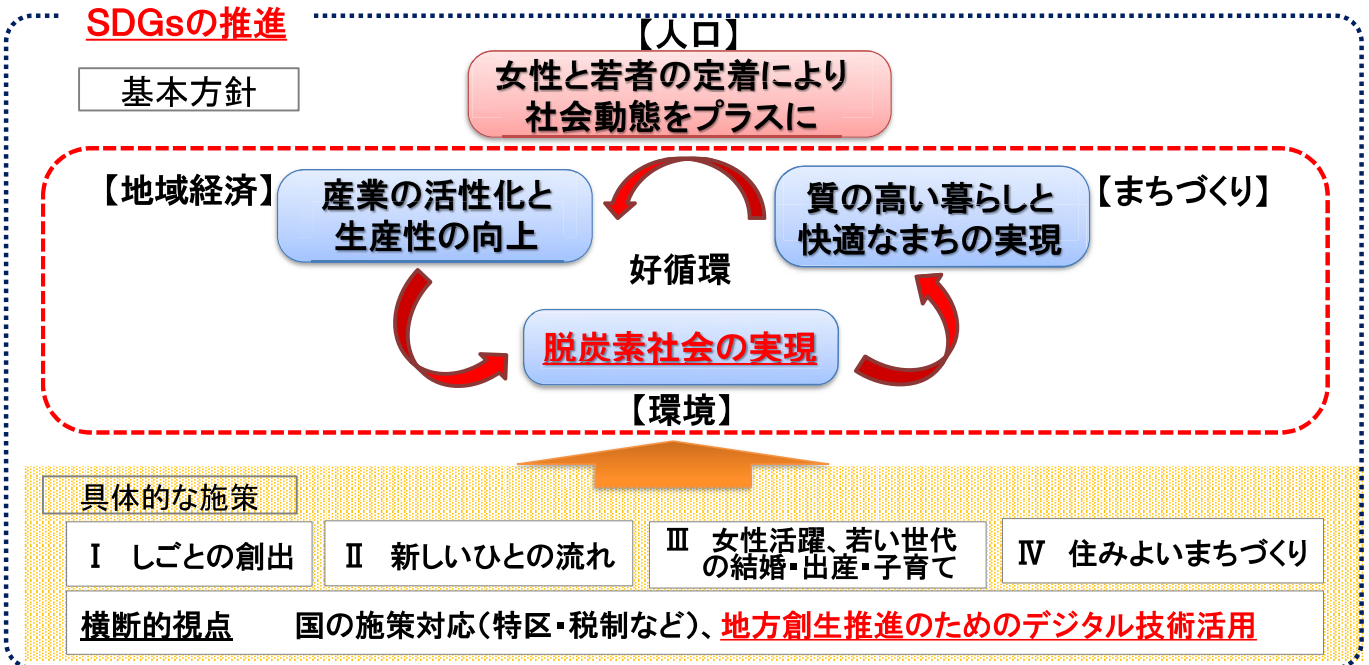 SDGsの推進
【人口】
基本方針
女性と若者の定着により
社会動態をプラスに
【地域経済】
産業の活性化と
生産性の向上
質の高い暮らしと
快適なまちの実現
【まちづくり】
好循環
脱炭素社会の実現
【環境】
具体的な施策
Ⅰ しごとの創出
Ⅱ 新しいひとの流れ
Ⅲ 女性活躍、若い世代
の結婚・出産・子育て
Ⅳ 住みよいまちづくり
横断的視点 国の施策対応(特区・税制など)、地方創生推進のためのデジタル技術活用